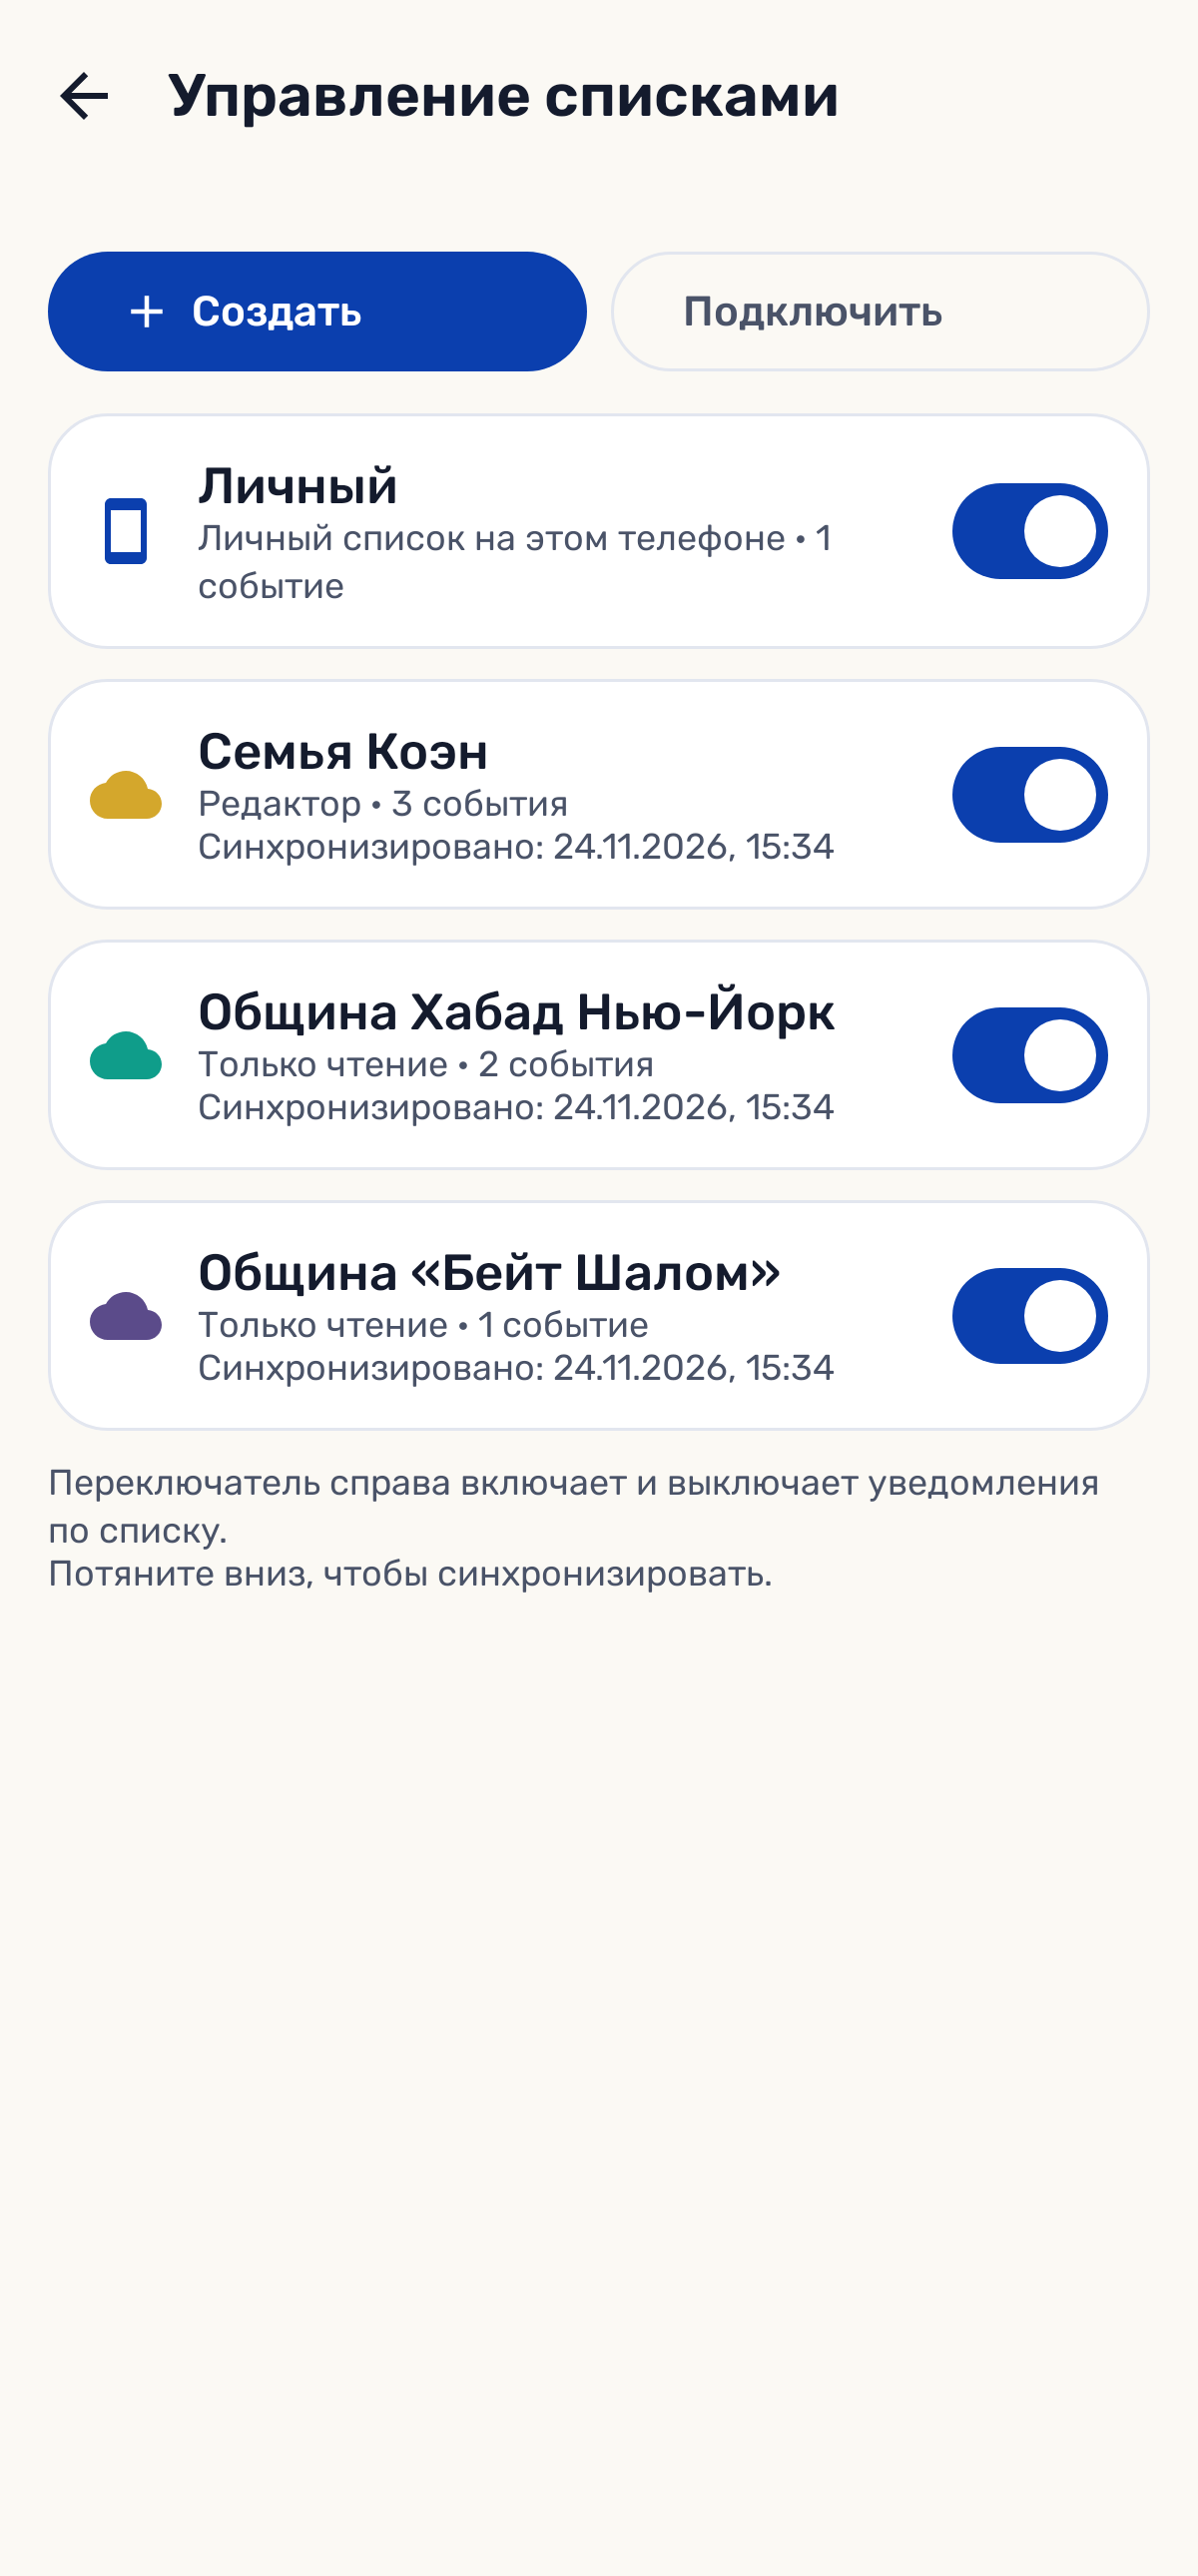 Управление списками
Создать
Подключить
Личный
Личный список на этом телефоне • 1
событие
Семья Коэн
Редактор • 3 события
Синхронизировано: 24.11.2026, 15:34
Община Хабад Нью-Йорк
Только чтение • 2 события
Синхронизировано: 24.11.2026, 15:34
Община «Бейт Шалом»
Только чтение • 1 событие
Синхронизировано: 24.11.2026, 15:34
Переключатель справа включает и выключает уведомления
по списку.
Потяните вниз, чтобы синхронизировать.